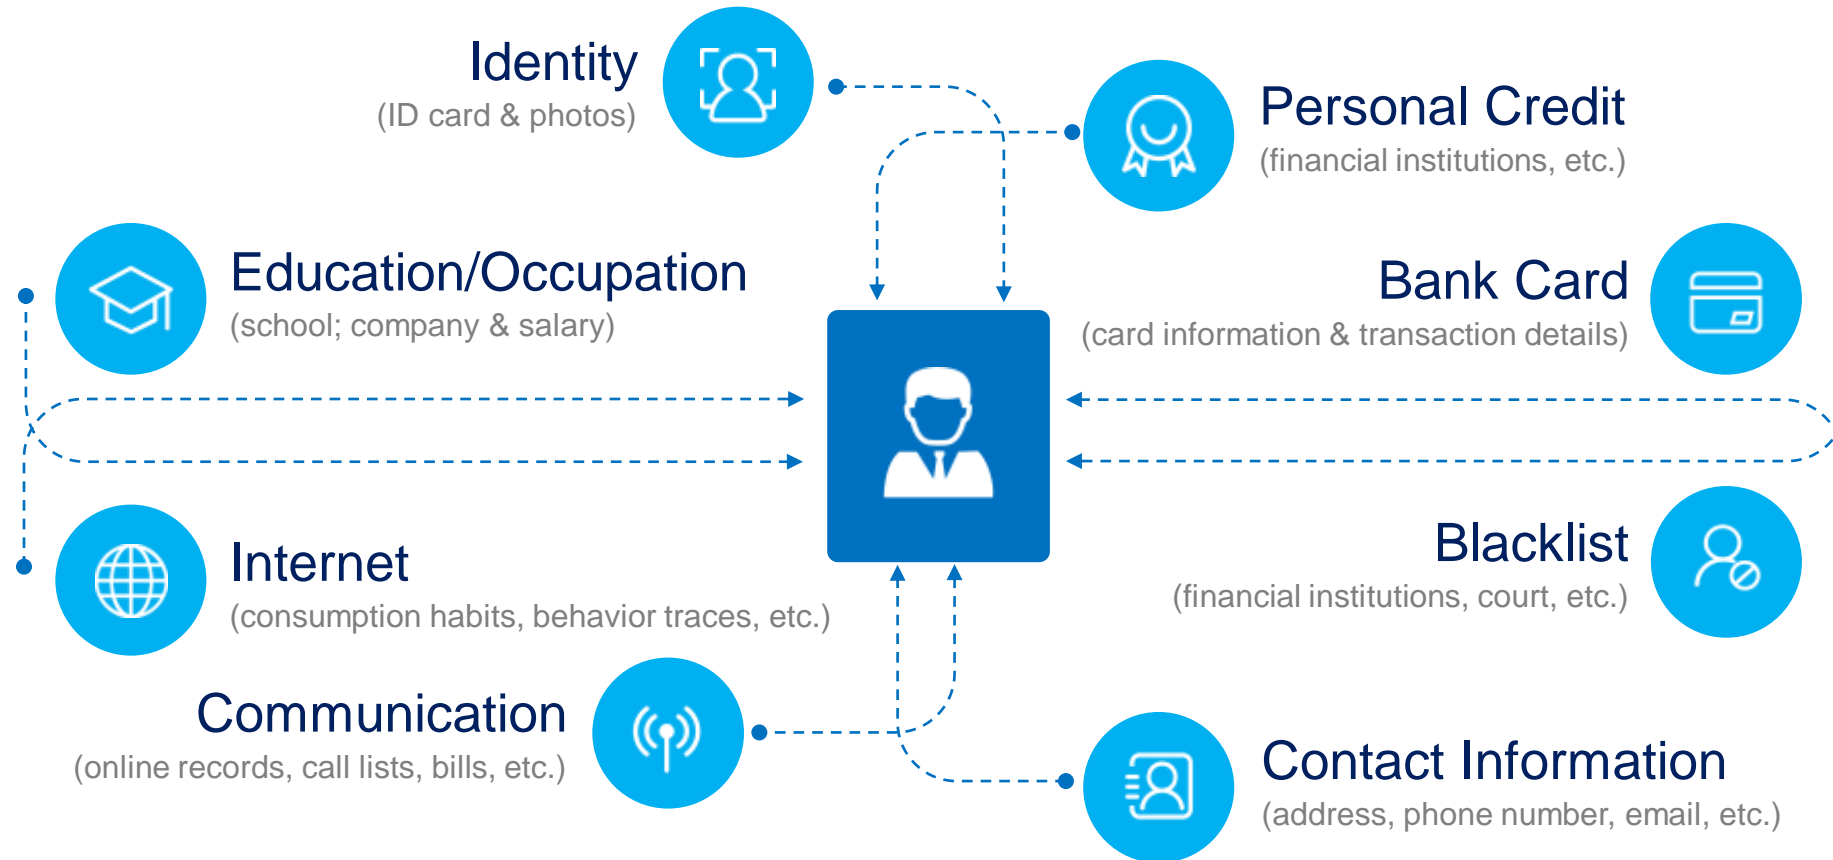 Identity
(ID card & photos)
Personal Credit
(financial institutions, etc.)
Education/Occupation
(school; company & salary)
Bank Card
(card information & transaction details)
Internet
(consumption habits, behavior traces, etc.)
Blacklist
(financial institutions, court, etc.)
Communication
(online records, call lists, bills, etc.)
Contact Information
(address, phone number, email, etc.)